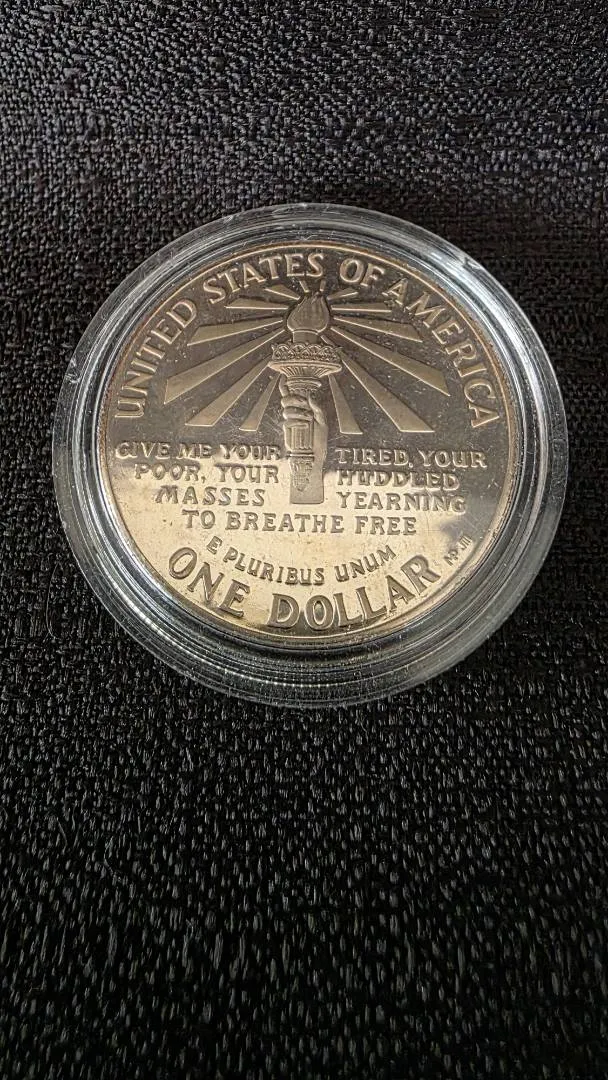 UNITED STATES OF AMERICA
GIVE ME YOUR TIRED, YOUR
POOR, YOUR HUDDLED
MASSES YEARNING
TO BREATHE FREE
E PLURIBUS UNUM
ONE DOLLAR